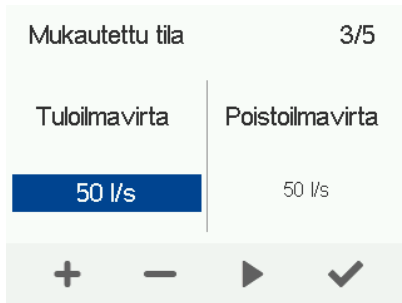 Mukautettu tila 3/5
Tuloilmavirta Poistoilmavirta
50 l/s 50 l/s